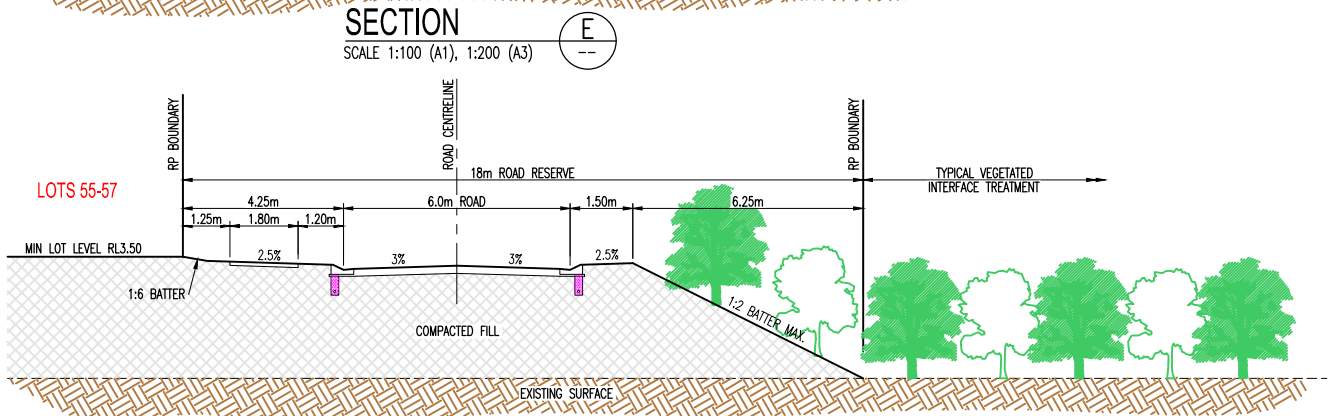 SECTION
E
SCALE 1:100 (A1), 1:200 (A3)
--
RP BOUNDARY
ROAD CENTRELINE
RP BOUNDARY
LOTS 55-57
18m ROAD RESERVE
TYPICAL VEGETATED
INTERFACE TREATMENT
4.25m
6.0m ROAD
1.50m
6.25m
1.25m
1.80m
1.20m
MIN LOT LEVEL RL3.50
2.5%
3%
3%
2.5%
1:6 BATTER
1:2 BATTER MAX.
COMPACTED FILL
EXISTING SURFACE